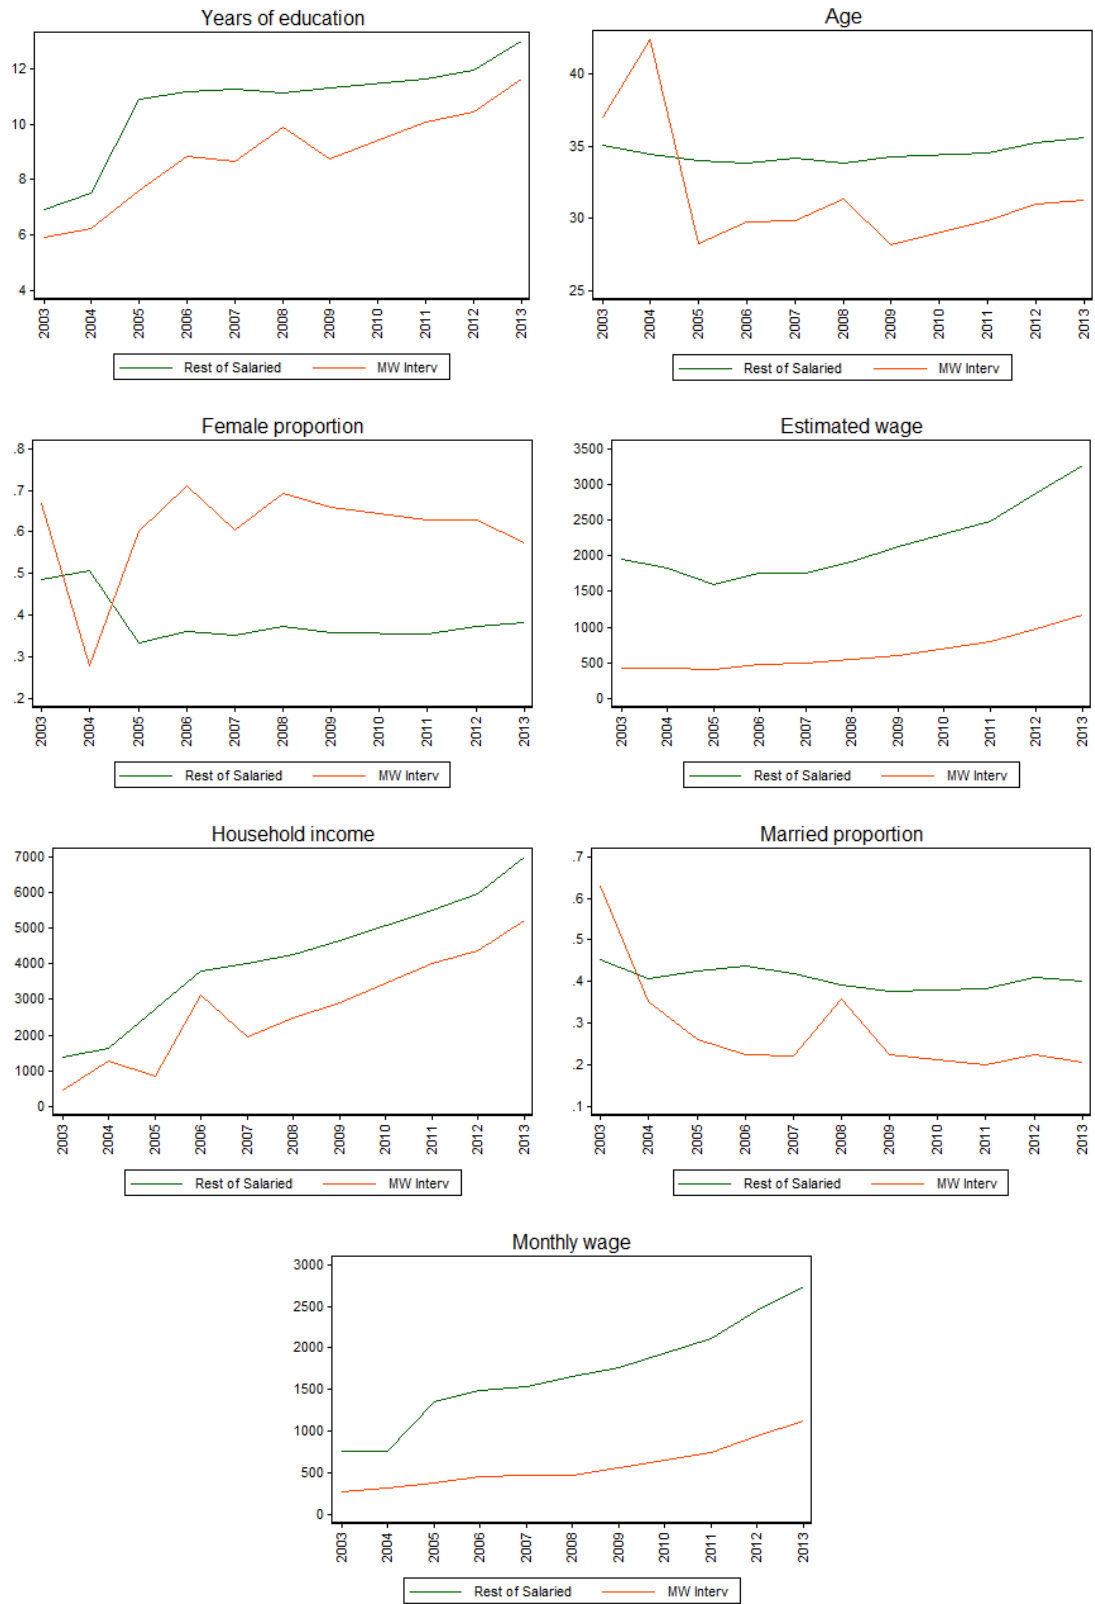 Years of education
12
10
8
6
4
2003 2004 2005 2006 2007 2008 2009 2010 2011 2012 2013
Rest of Salaried MW Interv
Age
40
35
30
25
2003 2004 2005 2006 2007 2008 2009 2010 2011 2012 2013
Rest of Salaried MW Interv
Female proportion
.8
.7
.6
.5
.4
.3
.2
2003 2004 2005 2006 2007 2008 2009 2010 2011 2012 2013
Rest of Salaried MW Interv
Estimated wage
3500
3000
2500
2000
1500
1000
500
0
2003 2004 2005 2006 2007 2008 2009 2010 2011 2012 2013
Rest of Salaried MW Interv
Household income
7000
6000
5000
4000
3000
2000
1000
0
2003 2004 2005 2006 2007 2008 2009 2010 2011 2012 2013
Rest of Salaried MW Interv
Married proportion
.7
.6
.5
.4
.3
.2
.1
2003 2004 2005 2006 2007 2008 2009 2010 2011 2012 2013
Rest of Salaried MW Interv
Monthly wage
3000
2500
2000
1500
1000
500
0
2003 2004 2005 2006 2007 2008 2009 2010 2011 2012 2013
Rest of Salaried MW Interv